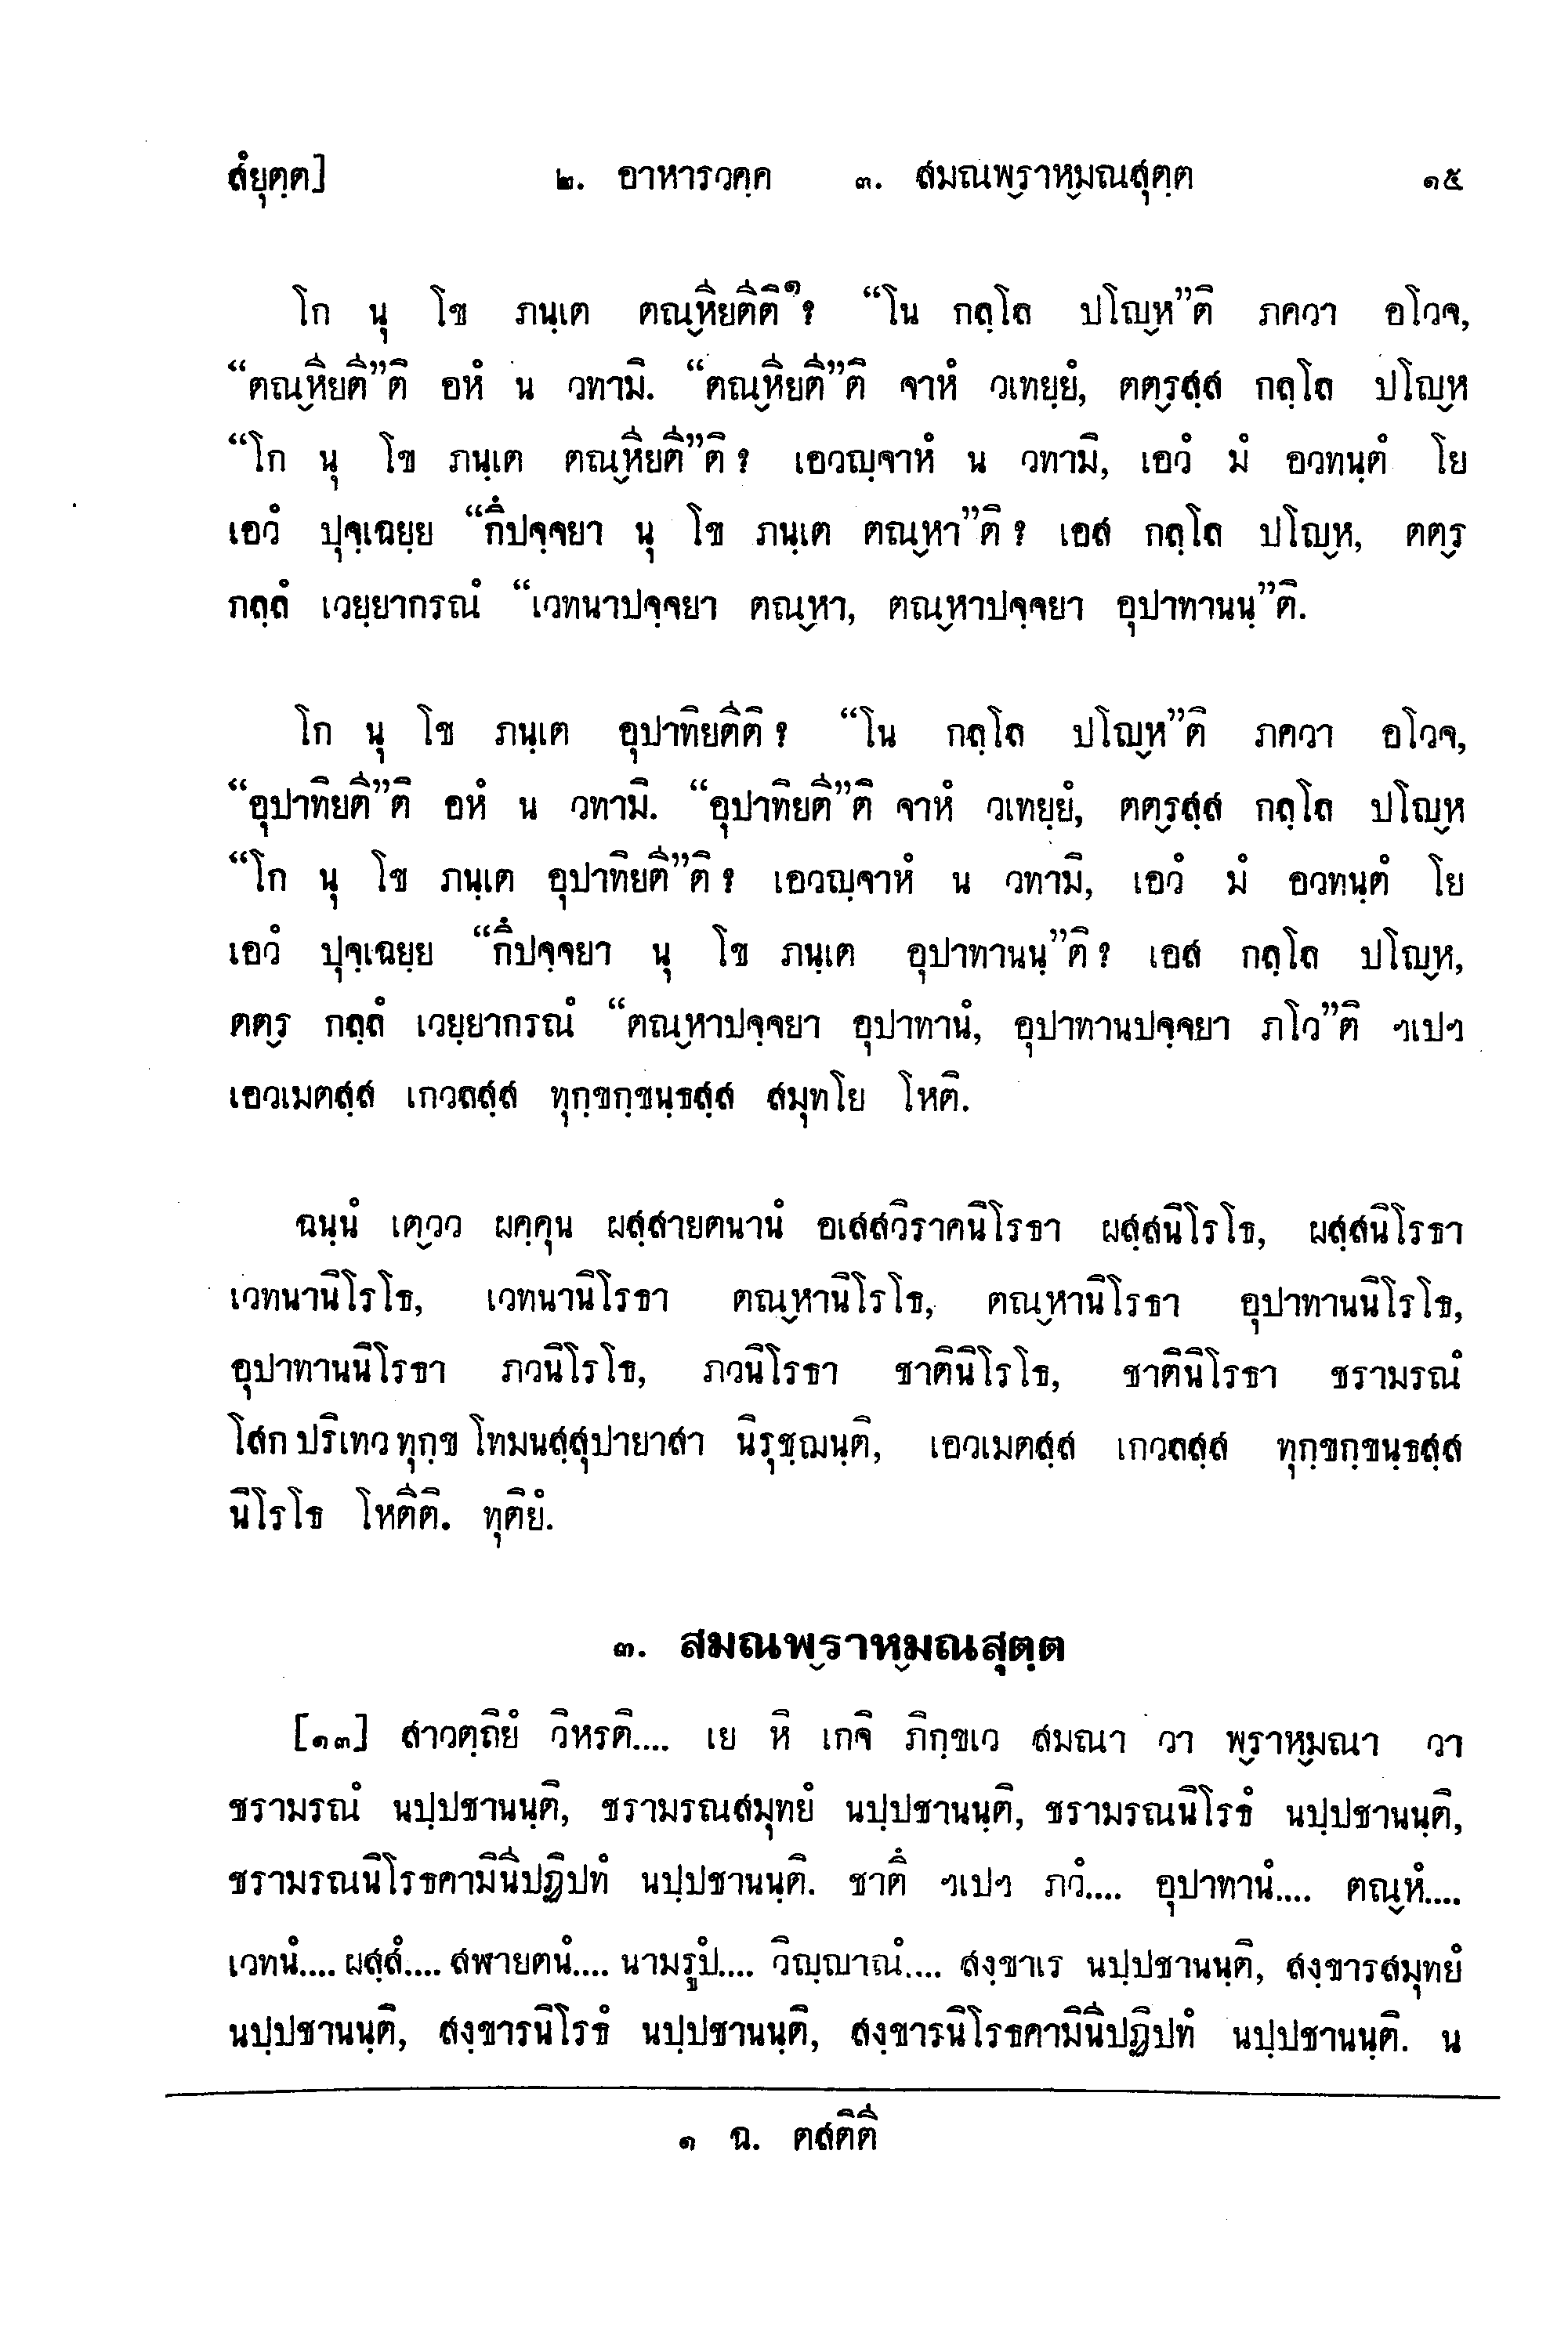 สํยุตฺต] ๒. อาหารวคฺค ๓. สมณพฺราหฺมณสุตฺต ๑๕
โก นุ โข ภนฺเต ตณฺหิยตีติ๑? “โน กลฺโล ปโญฺห”ติ ภควา อโวจ,
“ตณฺหิยตี”ติ อหํ น วทามิ. “ตณฺหิยตี”ติ จาหํ วเทยฺยํ, ตตฺรสฺส กลฺโล ปโญฺห
“โก นุ โข ภนฺเต ตณฺหิยตี”ติ? เอวญฺจาหํ น วทามิ, เอวํ มํ อวทนฺตํ โย
เอวํ ปุจฺเฉยฺย “กิํปจฺจยา นุ โข ภนฺเต ตณฺหา”ติ? เอส กลฺโล ปโญฺห, ตตฺร
กลฺลํ เวยฺยากรณํ “เวทนาปจฺจยา ตณฺหา, ตณฺหาปจฺจยา อุปาทานนฺ”ติ.
โก นุ โข ภนฺเต อุปาทิยตีติ? “โน กลฺโล ปโญฺห”ติ ภควา อโวจ,
“อุปาทิยตี”ติ อหํ น วทามิ. “อุปาทิยตี”ติ จาหํ วเทยฺยํ, ตตฺรสฺส กลฺโล ปโญฺห
“โก นุ โข ภนฺเต อุปาทิยตี”ติ? เอวญฺจาหํ น วทามิ, เอวํ มํ อวทนฺตํ โย
เอวํ ปุจฺเฉยฺย “กิํปจฺจยา นุ โข ภนฺเต อุปาทานนฺ”ติ? เอส กลฺโล ปโญฺห,
ตตฺร กลฺลํ เวยฺยากรณํ “ตณฺหาปจฺจยา อุปาทานํ, อุปาทานปจฺจยา ภโว”ติ ฯเปฯ
เอวเมตสฺส เกวลสฺส ทุกฺขกฺขนฺธสฺส สมุทโย โหติ.
ฉนฺนํ เตฺวว ผคฺคุน ผสฺสายตนานํ อเสสวิราคนิโรธา ผสฺสนิโรโธ, ผสฺสนิโรธา
เวทนานิโรโธ, เวทนานิโรธา ตณฺหานิโรโธ, ตณฺหานิโรธา อุปาทานนิโรโธ,
อุปาทานนิโรธา ภวนิโรโธ, ภวนิโรธา ชาตินิโรโธ, ชาตินิโรธา ชรามรณํ
โสก ปริเทว ทุกฺข โทมนสฺสุปายาสา นิรุชฺฌนฺติ, เอวเมตสฺส เกวลสฺส ทุกฺขกฺขนฺธสฺส
นิโรโธ โหตีติ. ทุติยํ.
๓. สมณพฺราหฺมณสุตฺต
[๑๓] สาวตฺถิยํ วิหรติ.... เย หิ เกจิ ภิกฺขเว สมณา วา พฺราหฺมณา วา
ชรามรณํ นปฺปชานนฺติ, ชรามรณสมุทยํ นปฺปชานนฺติ, ชรามรณนิโรธํ นปฺปชานนฺติ,
ชรามรณนิโรธคามินีปฏิปทํ นปฺปชานนฺติ. ชาติํ ฯเปฯ ภวํ.... อุปาทานํ.... ตณฺหํ....
เวทนํ.... ผสฺสํ.... สฬายตนํ.... นามรูปํ.... วิญฺญาณํ.... สงฺขาเร นปฺปชานนฺติ, สงฺขารสมุทยํ
นปฺปชานนฺติ, สงฺขารนิโรธํ นปฺปชานนฺติ, สงฺขารนิโรธคามินีปฏิปทํ นปฺปชานนฺติ. น
๑ ฉ. ตสติตี